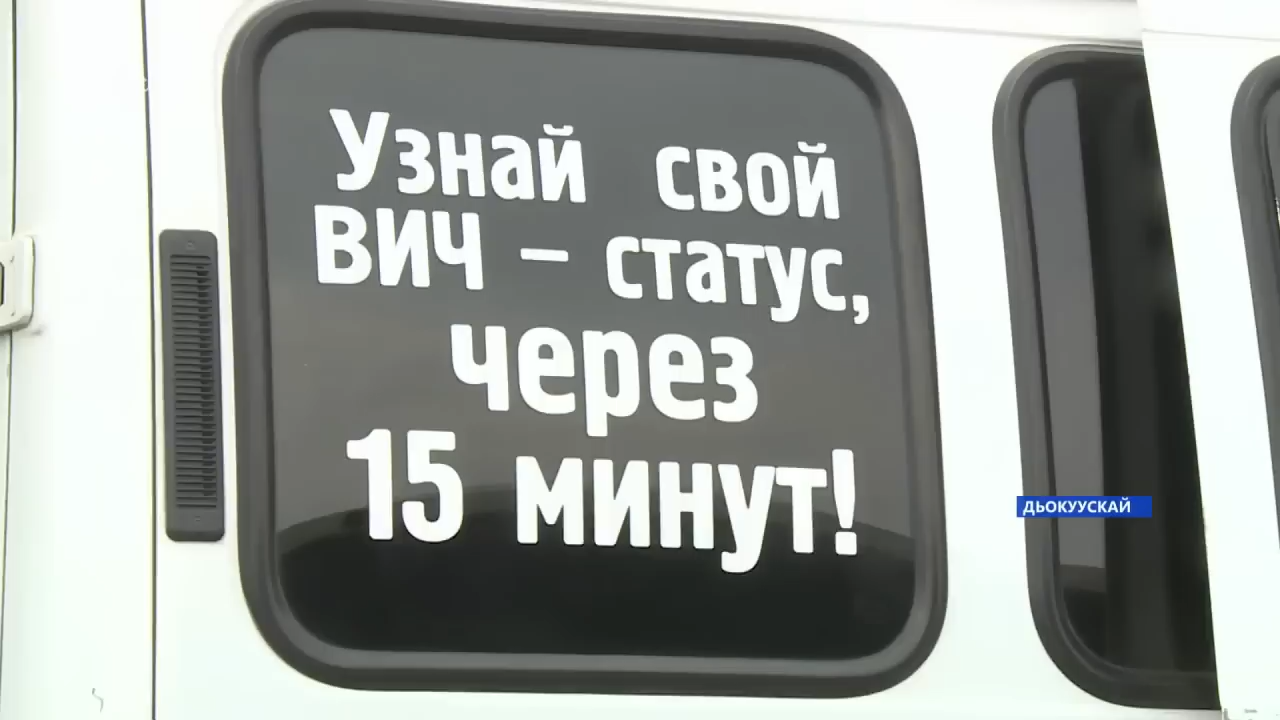 Узнай свой
ВИЧ – статус,
через
15 минут!
ДЬОКУУСКАЙ